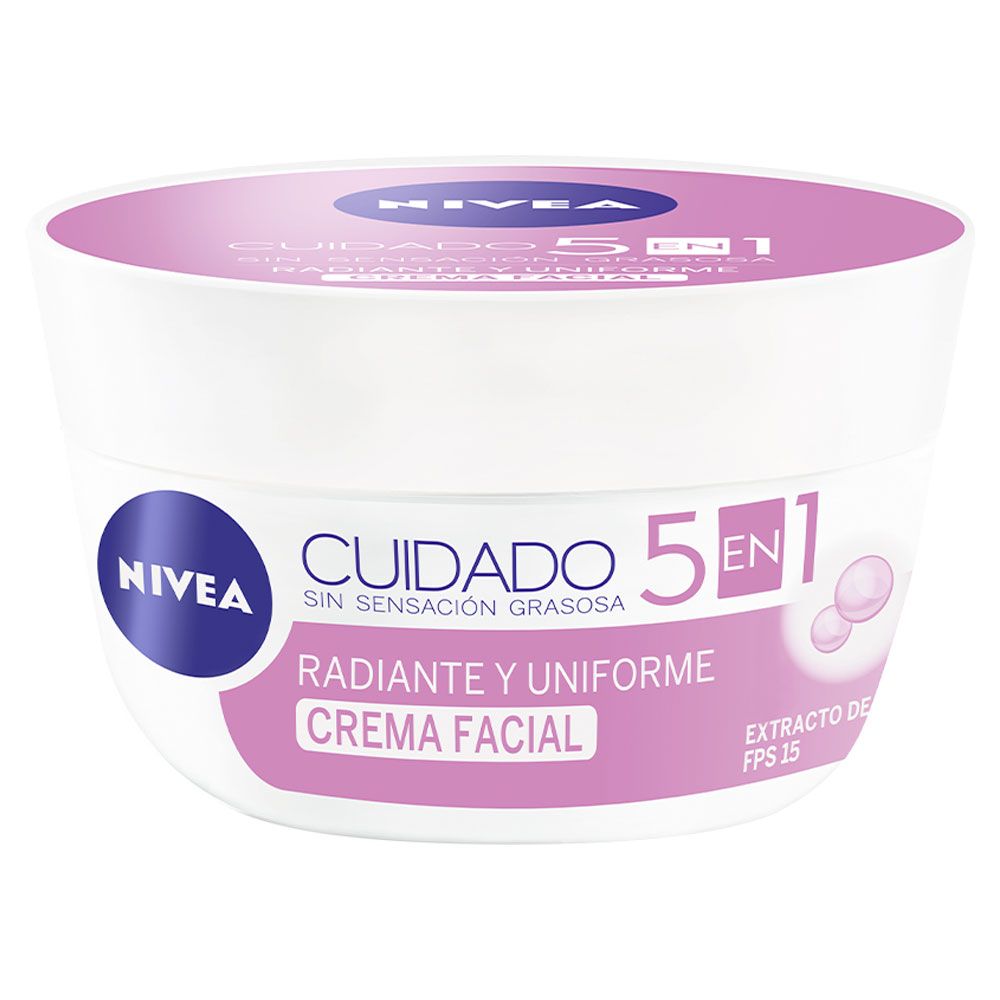 NIVEA
CUIDADO 5 EN 1
SIN SENSACIÓN GRASOSA
RADIANTE Y UNIFORME
CREMA FACIAL
NIVEA
CUIDADO 5 EN 1
SIN SENSACIÓN GRASOSA
RADIANTE Y UNIFORME
CREMA FACIAL
EXTRACTO DE
FPS 15